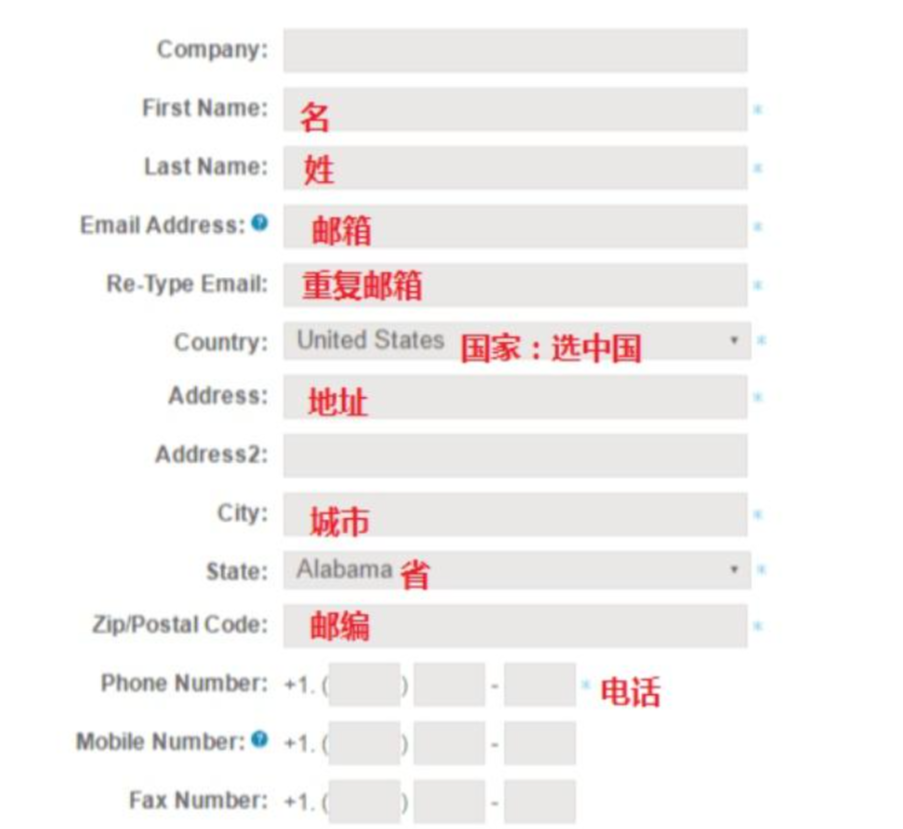 Company:
First Name: 名 *
Last Name: 姓 *
Email Address: ? 邮箱 *
Re-Type Email: 重复邮箱 *
Country: United States 国家：选中国 ▼ *
Address: 地址 *
Address2:
City: 城市 *
State: Alabama 省 ▼ *
Zip/Postal Code: 邮编 *
Phone Number: +1. ( ) - * 电话
Mobile Number: ? +1. ( ) -
Fax Number: +1. ( ) -